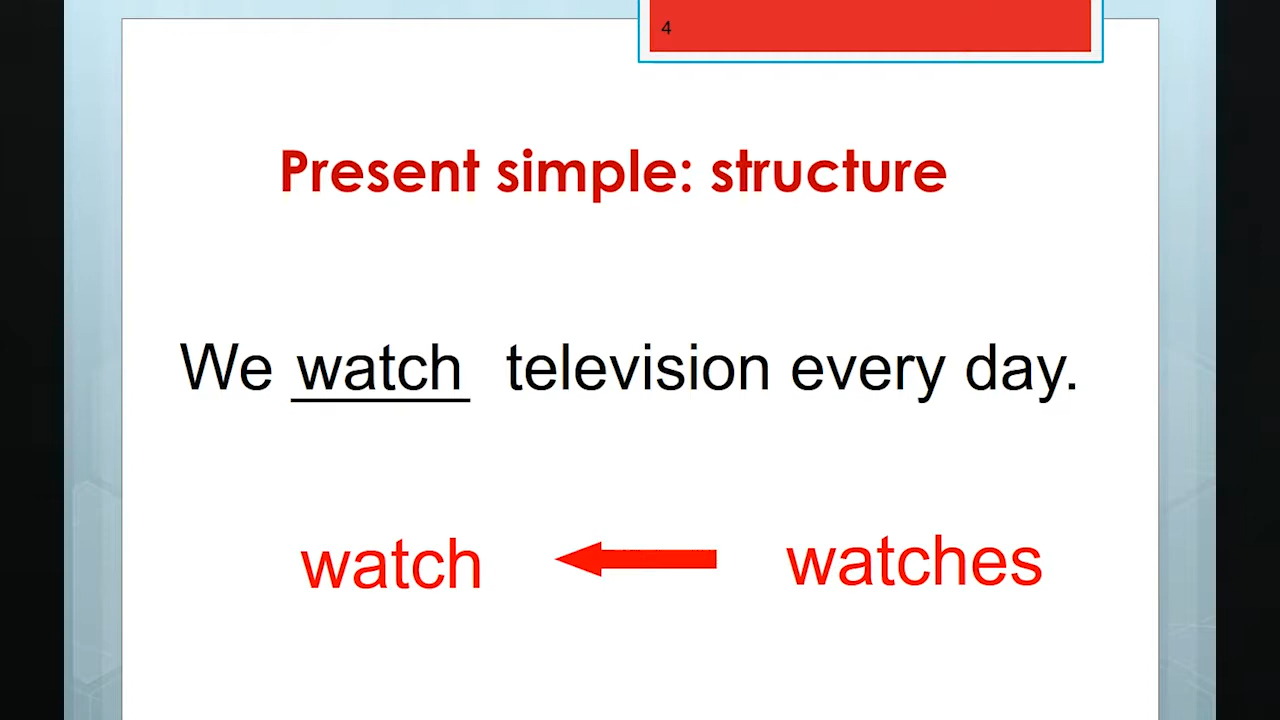 4
Present simple: structure
We watch television every day.
watch watches